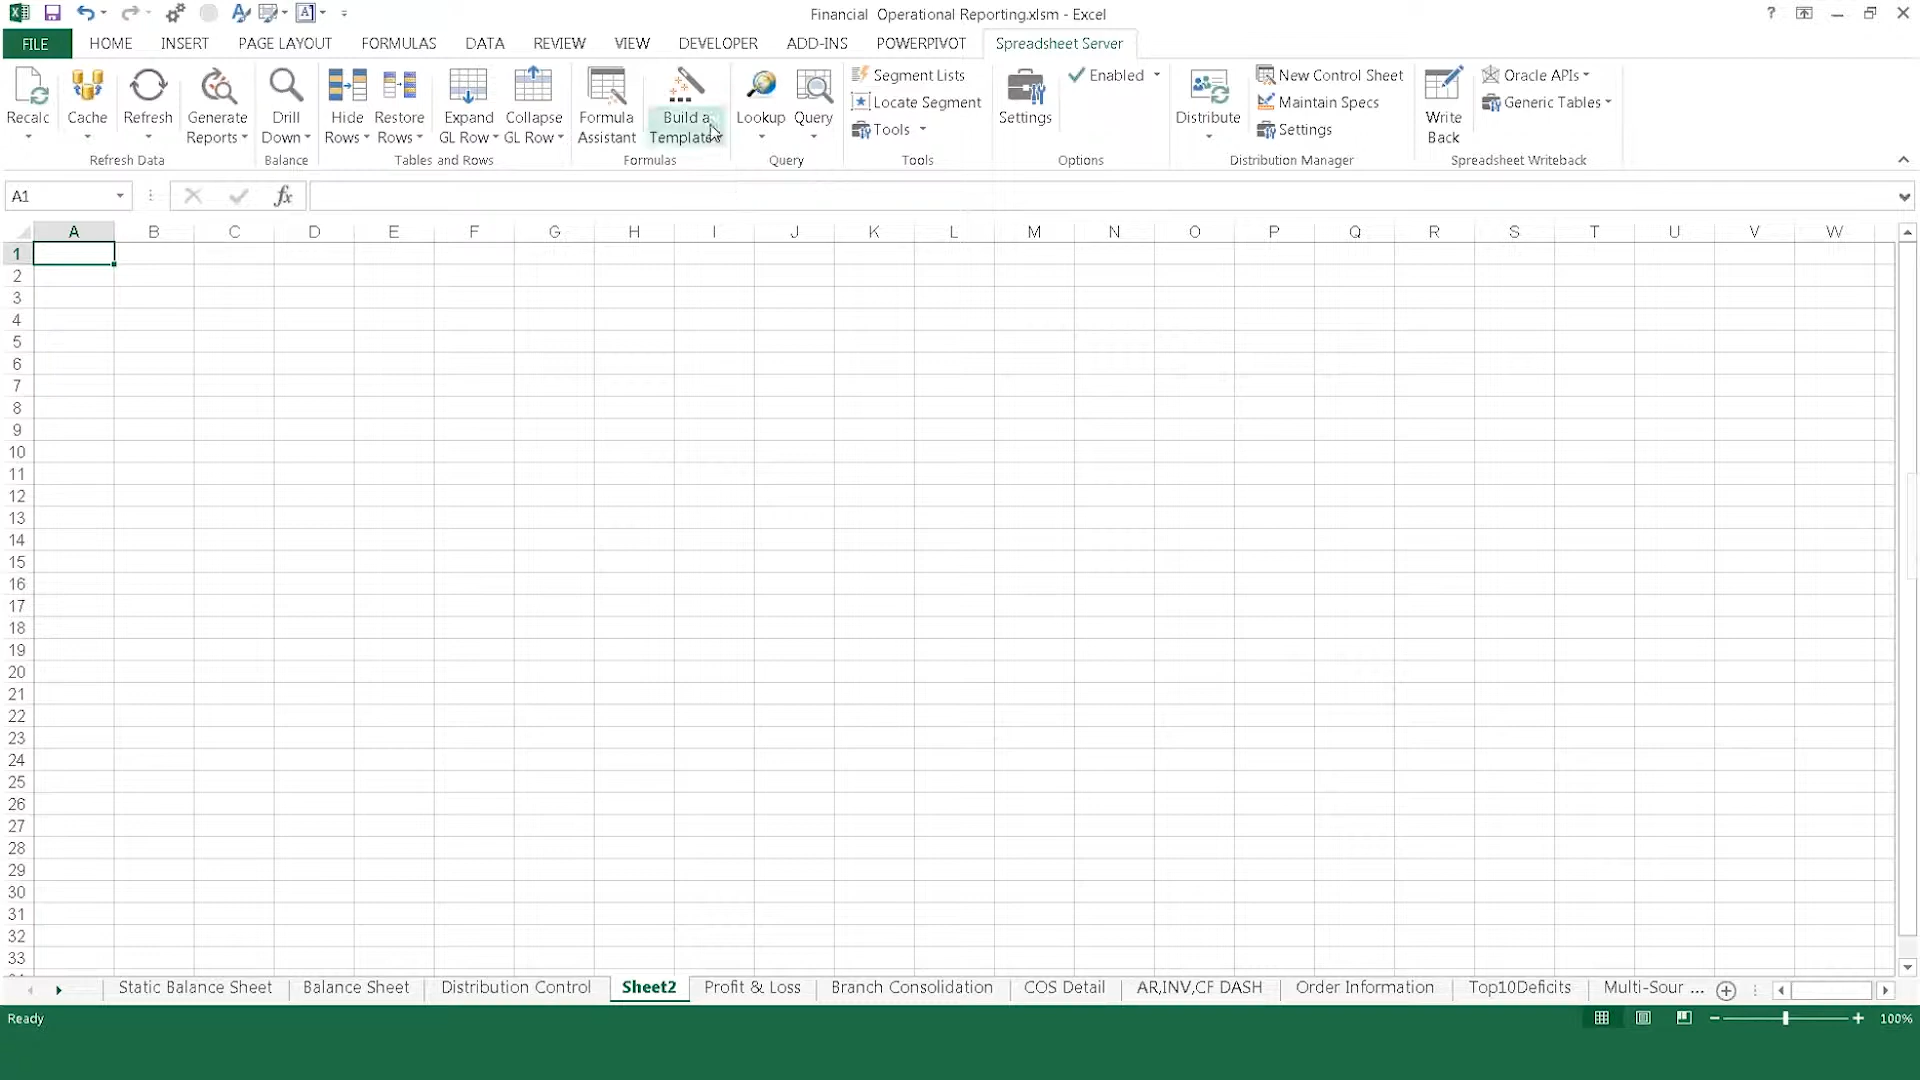 Financial  Operational Reporting.xlsm - Excel
FILE HOME INSERT PAGE LAYOUT FORMULAS DATA REVIEW VIEW DEVELOPER ADD-INS POWERPIVOT Spreadsheet Server
Recalc
Cache
Refresh
Generate
Reports
Refresh Data
Drill
Down
Balance
Hide
Rows
Restore
Rows
Expand
GL Row
Collapse
GL Row
Tables and Rows
Formula
Assistant
Build a
Template
Formulas
Lookup
Query
Query
Segment Lists
Locate Segment
Tools
Tools
Settings
Enabled
Options
Distribute
New Control Sheet
Maintain Specs
Settings
Distribution Manager
Write
Back
Oracle APIs
Generic Tables
Spreadsheet Writeback
A1
fx
A B C D E F G H I J K L M N O P Q R S T U V W
1
2
3
4
5
6
7
8
9
10
11
12
13
14
15
16
17
18
19
20
21
22
23
24
25
26
27
28
29
30
31
32
33
Static Balance Sheet Balance Sheet Distribution Control Sheet2 Profit & Loss Branch Consolidation COS Detail AR,INV,CF DASH Order Information Top10Deficits Multi-Sour ...
Ready
100%